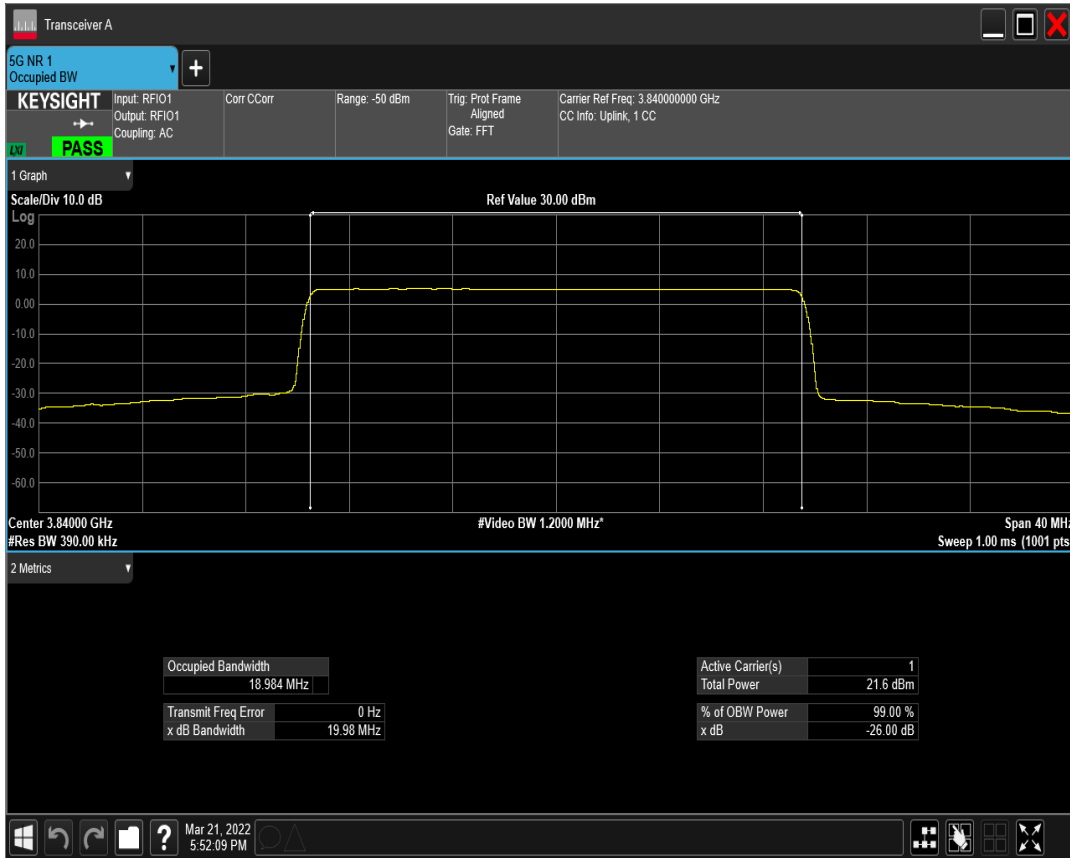 Transceiver A
5G NR 1
Occupied BW
KEYSIGHT
Input: RFIO1
Output: RFIO1
Coupling: AC
Corr CCorr
Range: -50 dBm
Trig: Prot Frame
Aligned
Gate: FFT
Carrier Ref Freq: 3.840000000 GHz
CC Info: Uplink, 1 CC
LXI
PASS
1 Graph
Scale/Div 10.0 dB
Ref Value 30.00 dBm
Log
20.0
10.0
0.00
-10.0
-20.0
-30.0
-40.0
-50.0
-60.0
Center 3.84000 GHz
#Video BW 1.2000 MHz*
Span 40 MHz
#Res BW 390.00 kHz
Sweep 1.00 ms (1001 pts
2 Metrics
Occupied Bandwidth
18.984 MHz
Transmit Freq Error 0 Hz
x dB Bandwidth 19.98 MHz
Active Carrier(s) 1
Total Power 21.6 dBm
% of OBW Power 99.00 %
x dB -26.00 dB
?
Mar 21, 2022
5:52:09 PM